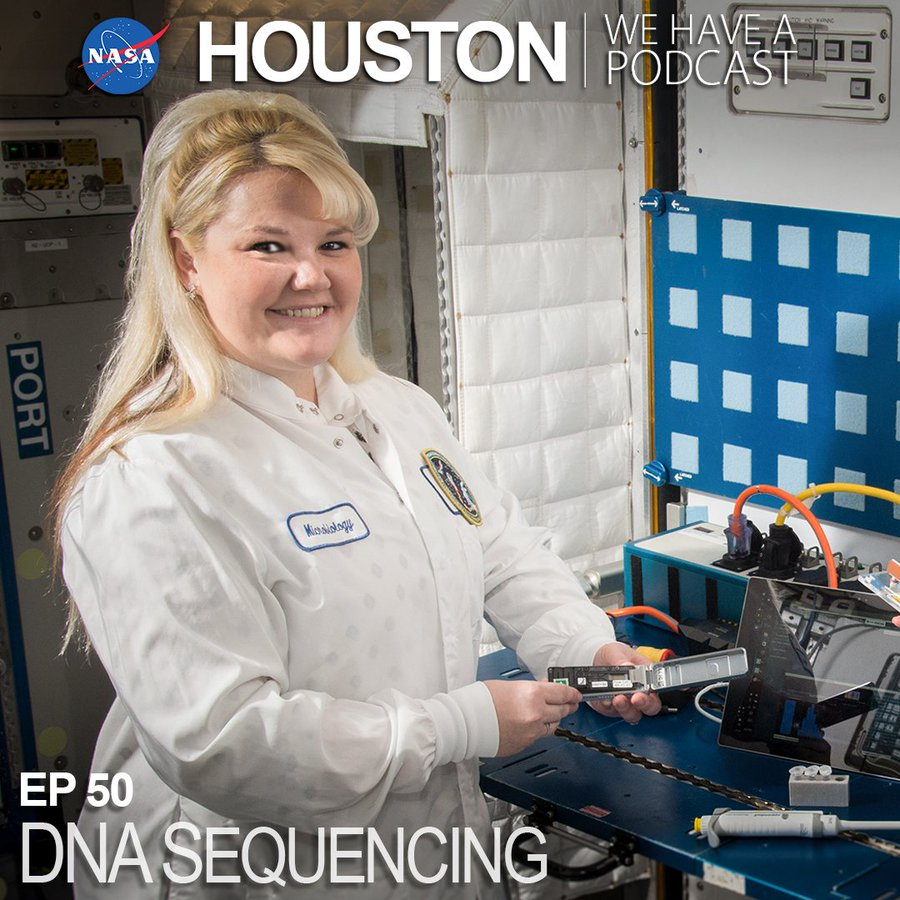 NASA
HOUSTON
WE HAVE A
PODCAST
PORT
Microbiology
EP 50
DNA SEQUENCING